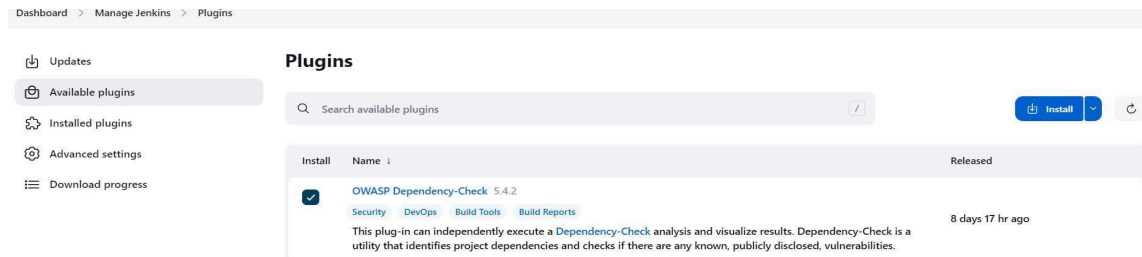 Dashboard > Manage Jenkins > Plugins
Updates
Available plugins
Installed plugins
Advanced settings
Download progress
Plugins
Search available plugins /
Install
Install Name ↓ Released
OWASP Dependency-Check 5.4.2
Security DevOps Build Tools Build Reports
This plug-in can independently execute a Dependency-Check analysis and visualize results. Dependency-Check is a
utility that identifies project dependencies and checks if there are any known, publicly disclosed, vulnerabilities.
8 days 17 hr ago